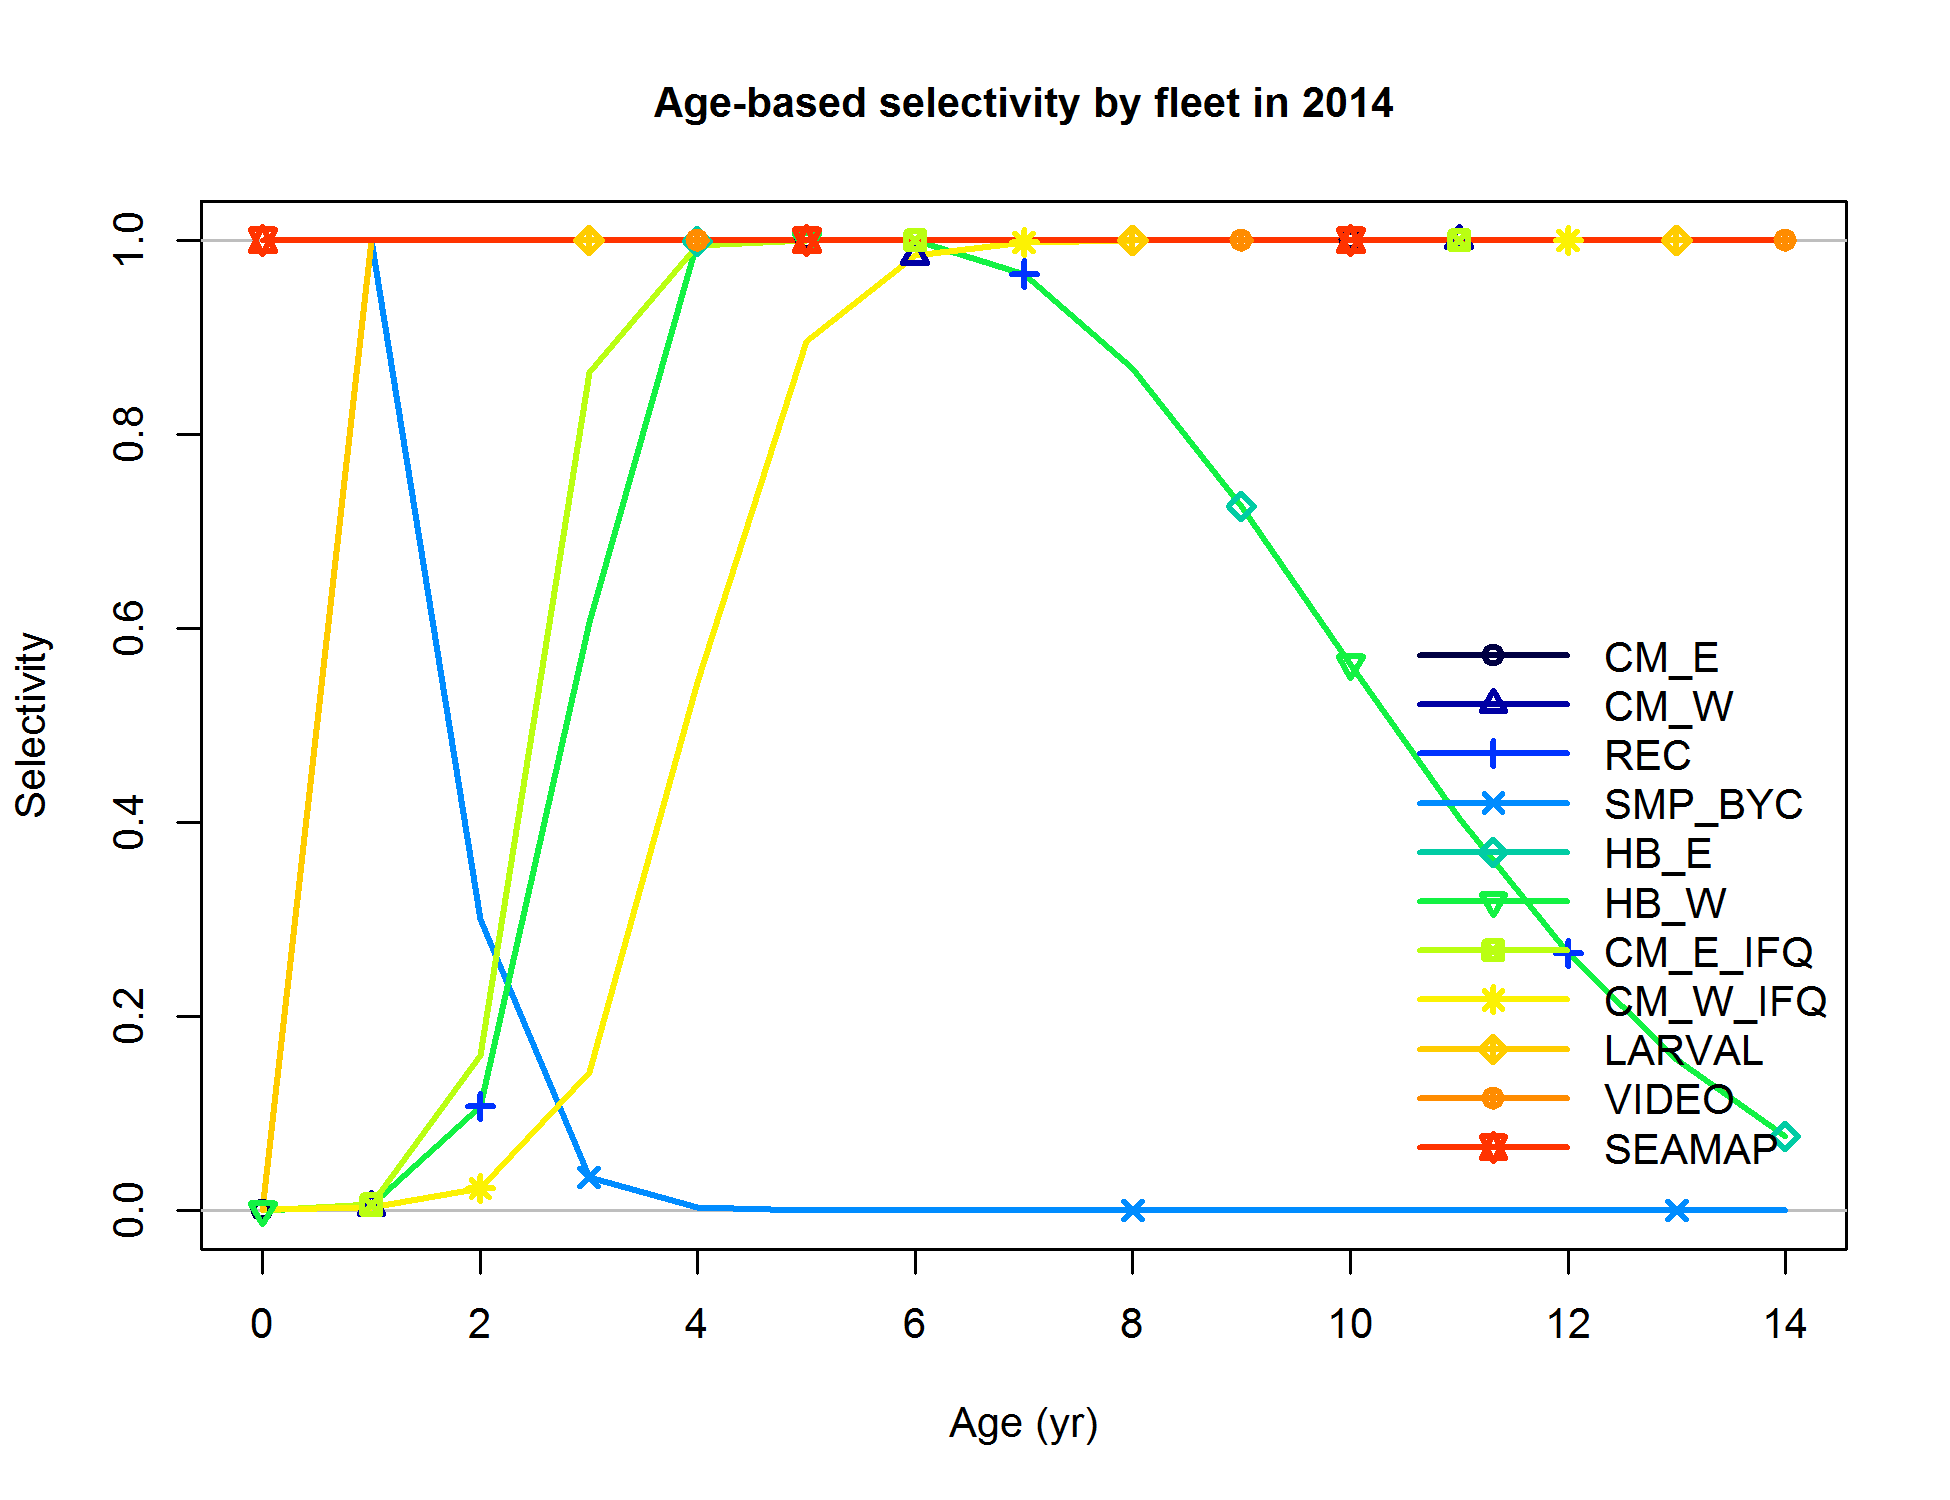 Age-based selectivity by fleet in 2014
Selectivity
1.0
0.8
0.6
0.4
0.2
0.0
CM_E
CM_W
REC
SMP_BYC
HB_E
HB_W
CM_E_IFQ
CM_W_IFQ
LARVAL
VIDEO
SEAMAP
0 2 4 6 8 10 12 14
Age (yr)